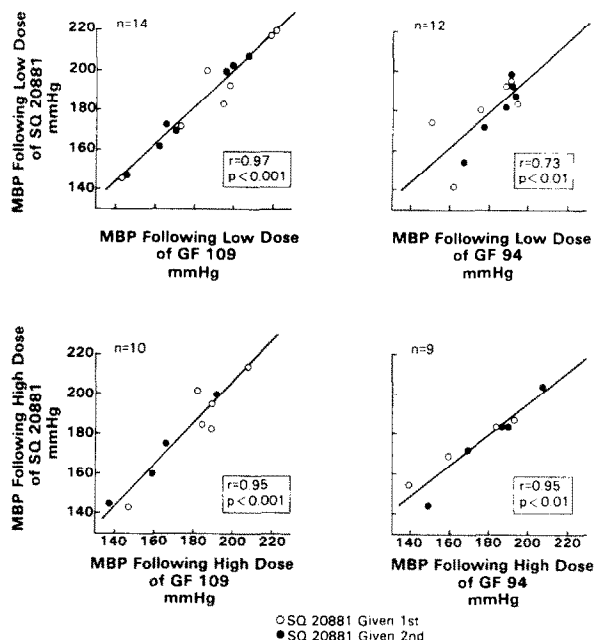 MBP Following Low Dose
of SQ 20881
mmHg
220
200
180
160
140
n=14
r=0.97
p<0.001
MBP Following Low Dose
of GF 109
mmHg
n=12
r=0.73
p<0.01
MBP Following Low Dose
of GF 94
mmHg
MBP Following High Dose
of SQ 20881
mmHg
220
200
180
160
140
n=10
r=0.95
p<0.001
140 160 180 200 220
MBP Following High Dose
of GF 109
mmHg
n=9
r=0.95
p<0.01
140 160 180 200 220
MBP Following High Dose
of GF 94
mmHg
○SQ 20881 Given 1st
●SQ 20881 Given 2nd